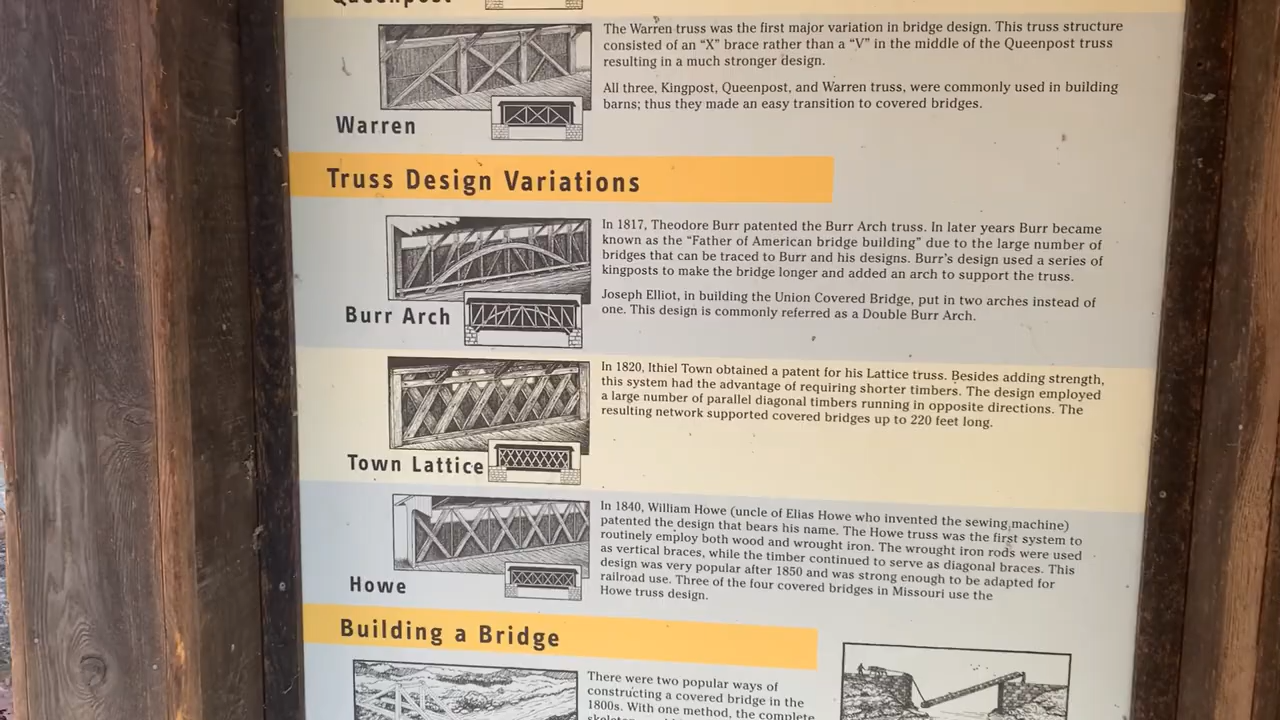 Queenpost
The Warren truss was the first major variation in bridge design. This truss structure
consisted of an “X” brace rather than a “V” in the middle of the Queenpost truss
resulting in a much stronger design.
All three, Kingpost, Queenpost, and Warren truss, were commonly used in building
barns; thus they made an easy transition to covered bridges.
Warren
Truss Design Variations
In 1817, Theodore Burr patented the Burr Arch truss. In later years Burr became
known as the “Father of American bridge building” due to the large number of
bridges that can be traced to Burr and his designs. Burr’s design used a series of
kingposts to make the bridge longer and added an arch to support the truss.
Joseph Elliot, in building the Union Covered Bridge, put in two arches instead of
one. This design is commonly referred as a Double Burr Arch.
Burr Arch
In 1820, Ithiel Town obtained a patent for his Lattice truss. Besides adding strength,
this system had the advantage of requiring shorter timbers. The design employed
a large number of parallel diagonal timbers running in opposite directions. The
resulting network supported covered bridges up to 220 feet long.
Town Lattice
In 1840, William Howe (uncle of Elias Howe who invented the sewing machine)
patented the design that bears his name. The Howe truss was the first system to
routinely employ both wood and wrought iron. The wrought iron rods were used
as vertical braces, while the timber continued to serve as diagonal braces. This
design was very popular after 1850 and was strong enough to be adapted for
railroad use. Three of the four covered bridges in Missouri use the
Howe truss design.
Howe
Building a Bridge
There were two popular ways of
constructing a covered bridge in the
1800s. With one method, the complete